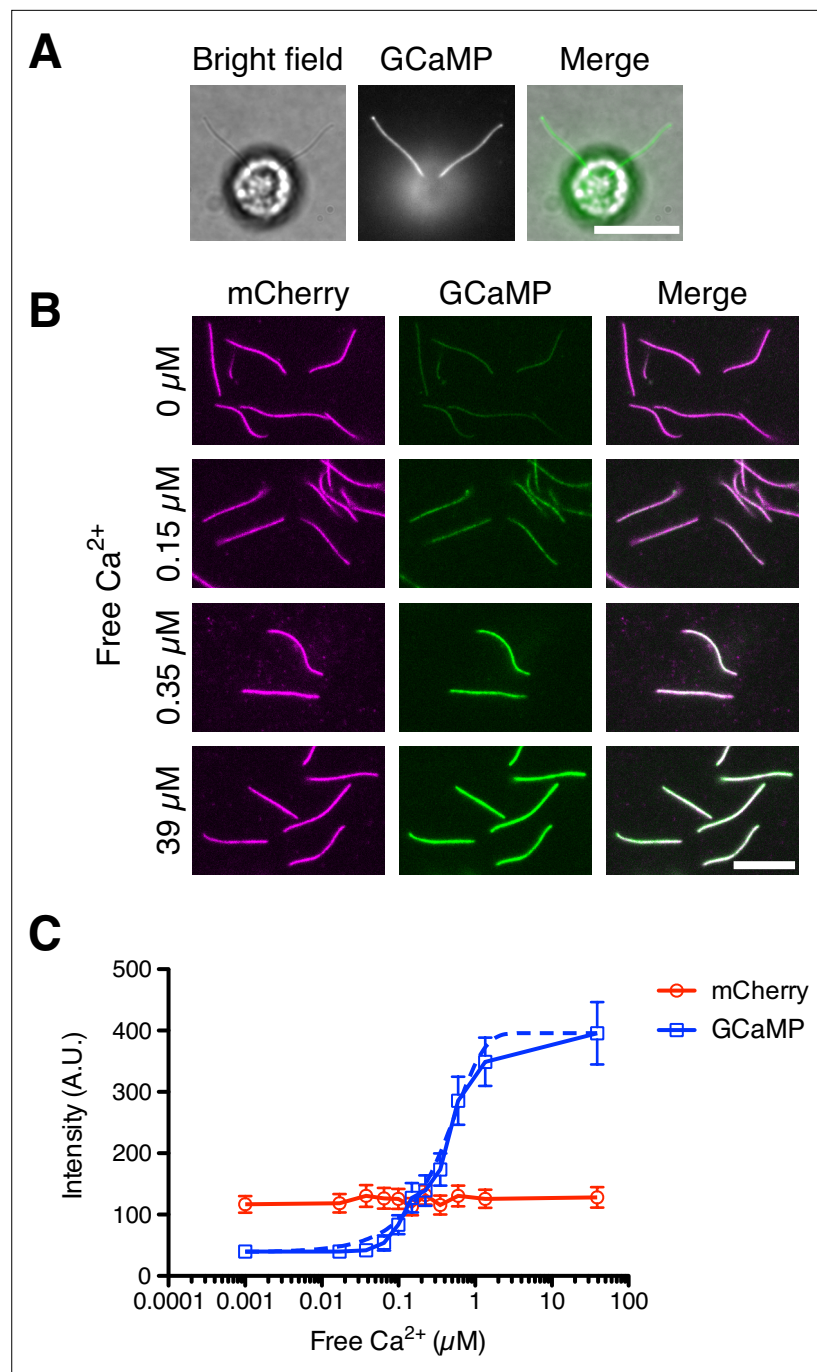 A
Bright field GCaMP Merge
B
mCherry GCaMP Merge
Free Ca²⁺
0 µM
0.15 µM
0.35 µM
39 µM
C
500
400
300
200
100
0
Intensity (A.U.)
mCherry
GCaMP
0.0001 0.001 0.01 0.1 1 10 100
Free Ca²⁺ (µM)